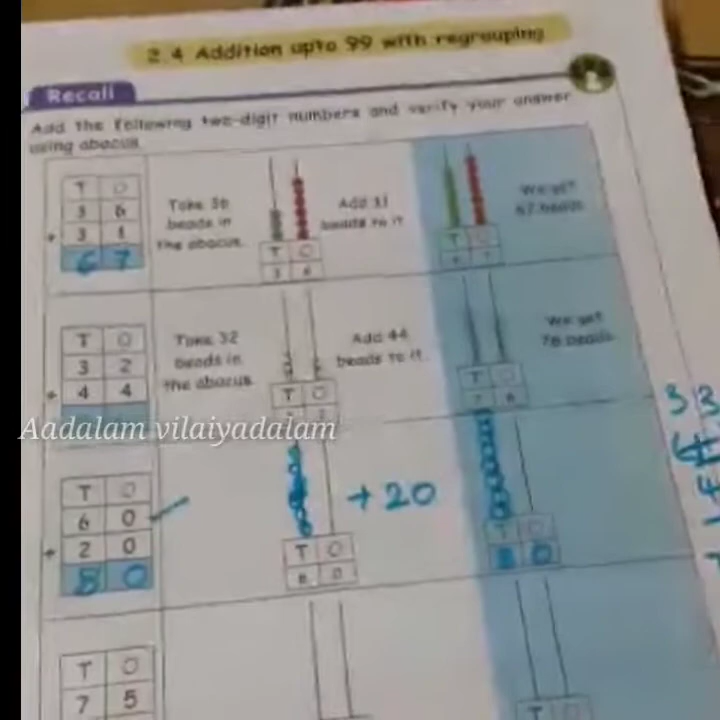 2.4 Addition upto 99 with regrouping
Recall
Add the following two-digit numbers and verify your answer
using abacus.
T O
3 6
+ 3 1
6 7
Take 36
beads in
the abacus.
T O
3 6
Add 31
beads to it
T O
6 7
We get
67 beads
T O
3 2
+ 4 4
Take 32
beads in
the abacus
T O
Add 44
beads to it.
T O
7 6
We get
76 beads
Aadalam vilaiyadalam
T O
6 0
+ 2 0
8 0
T O
6 0
+ 20
T O
8 0
3 3
T O
7 5
T O